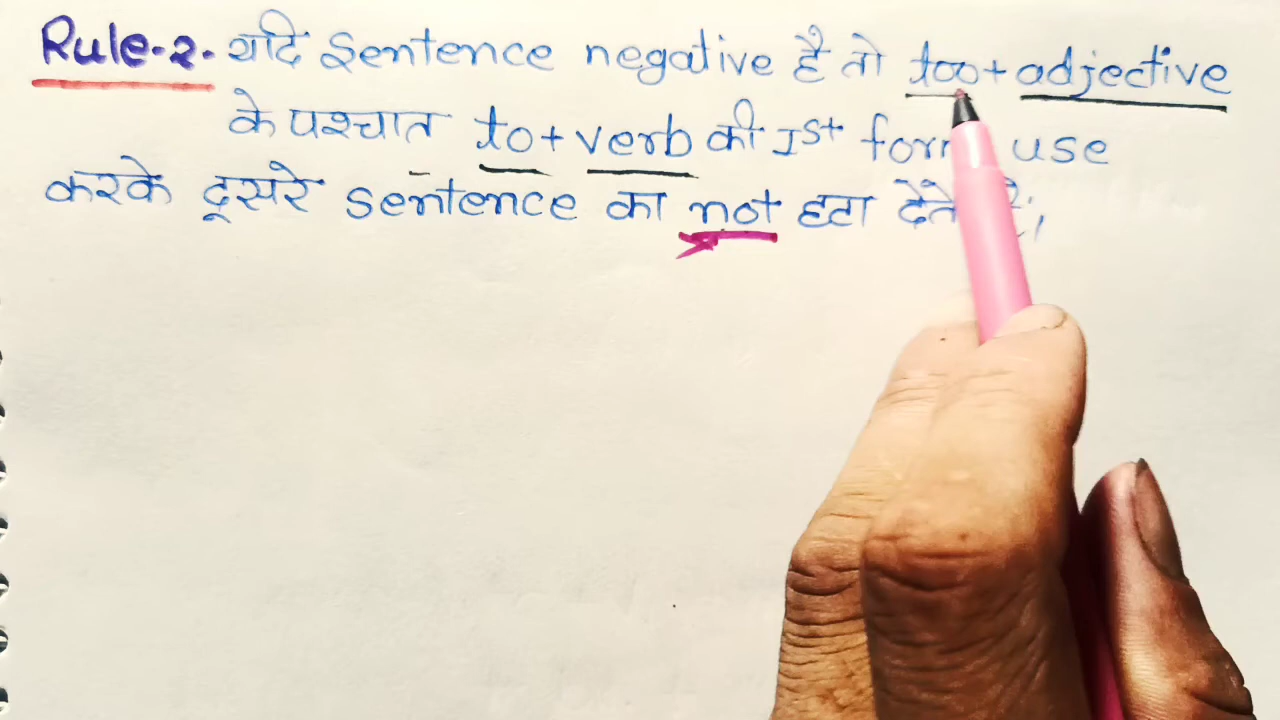 Rule-2. यदि Sentence negative है तो too+ adjective
के पश्चात to+ verb की Ist form use
करके दूसरे sentence का not हटा देते